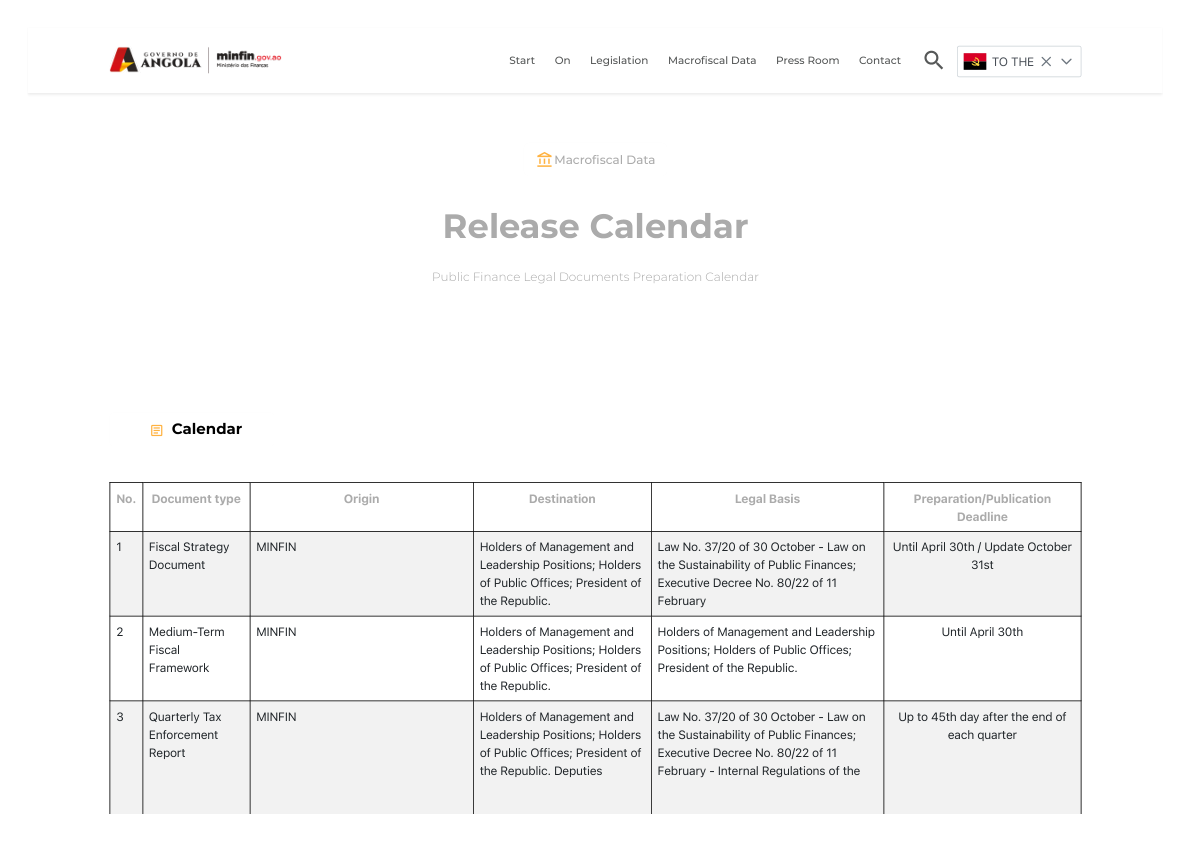 GOVERNO DE
ANGOLA
minfin.gov.ao
Ministério das Finanças
Start On Legislation Macrofiscal Data Press Room Contact TO THE
Macrofiscal Data
Release Calendar
Public Finance Legal Documents Preparation Calendar
Calendar
No. Document type Origin Destination Legal Basis Preparation/Publication
Deadline
1 Fiscal Strategy MINFIN Holders of Management and Law No. 37/20 of 30 October - Law on Until April 30th / Update October
Document Leadership Positions; Holders the Sustainability of Public Finances; 31st
of Public Offices; President of Executive Decree No. 80/22 of 11
the Republic. February
2 Medium-Term MINFIN Holders of Management and Holders of Management and Leadership Until April 30th
Fiscal Leadership Positions; Holders Positions; Holders of Public Offices;
Framework of Public Offices; President of President of the Republic.
the Republic.
3 Quarterly Tax MINFIN Holders of Management and Law No. 37/20 of 30 October - Law on Up to 45th day after the end of
Enforcement Leadership Positions; Holders the Sustainability of Public Finances; each quarter
Report of Public Offices; President of Executive Decree No. 80/22 of 11
the Republic. Deputies February - Internal Regulations of the